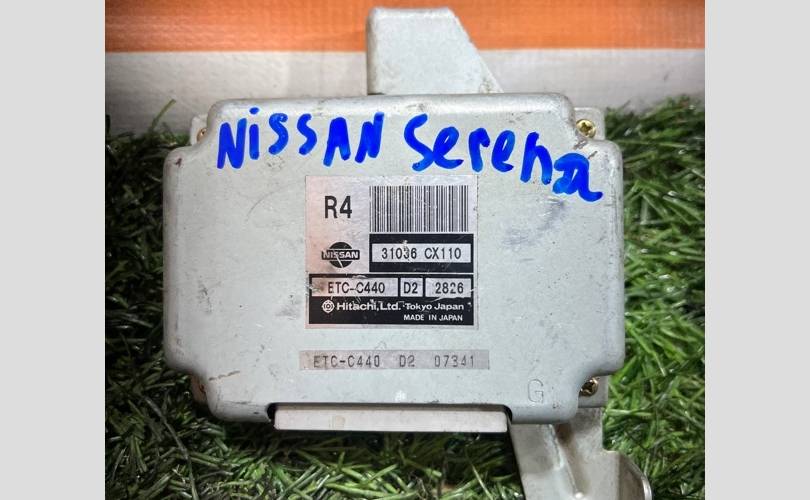 NISSAN Serena
R4
NISSAN 31036 CX110
ETC-C440 D2 2826
Hitachi, Ltd. Tokyo Japan
MADE IN JAPAN
ETC-C440 D2 07341
G